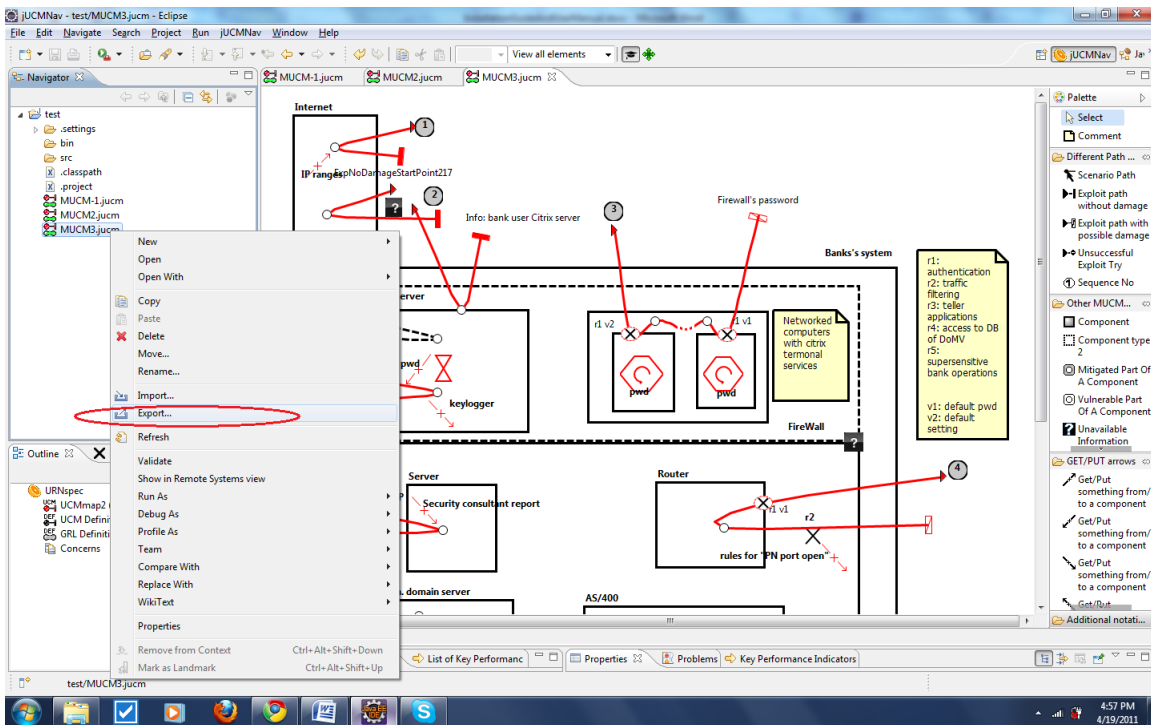 jUCMNav - test/MUCM3.jucm - Eclipse
File Edit Navigate Search Project Run jUCMNav Window Help
View all elements
jUCMNav
Navigator
MUCM-1.jucm MUCM2.jucm MUCM3.jucm
test
.settings
bin
src
.classpath
.project
MUCM-1.jucm
MUCM2.jucm
MUCM3.jucm
New
Open
Open With
Copy
Paste
Delete
Move...
Rename...
Import...
Export...
Refresh
Validate
Show in Remote Systems view
Run As
Debug As
Profile As
Team
Compare With
Replace With
WikiText
Properties
Remove from Context Ctrl+Alt+Shift+Down
Mark as Landmark Ctrl+Alt+Shift+Up
Outline
URNspec
UCMmap2
UCM Defini
GRL Definiti
Concerns
Internet
1
IP ranges
ExpNoDamageStartPoint217
2
?
Info: bank user Citrix server
3
Firewall's password
Banks's system
erver
pwd
keylogger
r1 v2
r1 v1
pwd
pwd
Networked
computers
with citrix
termonal
services
FireWall
?
r1:
authentication
r2: traffic
filtering
r3: teller
applications
r4: access to DB
of DoMV
r5:
supersensitive
bank operations
v1: default pwd
v2: default
setting
Server
Security consultant report
Router
4
r1 v1
r2
rules for "PN port open"
. domain server
AS/400
Palette
Select
Comment
Different Path ...
Scenario Path
Exploit path
without damage
Exploit path with
possible damage
Unsuccessful
Exploit Try
Sequence No
Other MUCM...
Component
Component type
2
Mitigated Part Of
A Component
Vulnerable Part
Of A Component
Unavailable
Information
GET/PUT arrows
Get/Put
something from/
to a component
Get/Put
something from/
to a component
Get/Put
something from/
to a component
Get/Put
Additional notati...
List of Key Performanc Properties Problems Key Performance Indicators
test/MUCM3.jucm
4:57 PM
4/19/2011